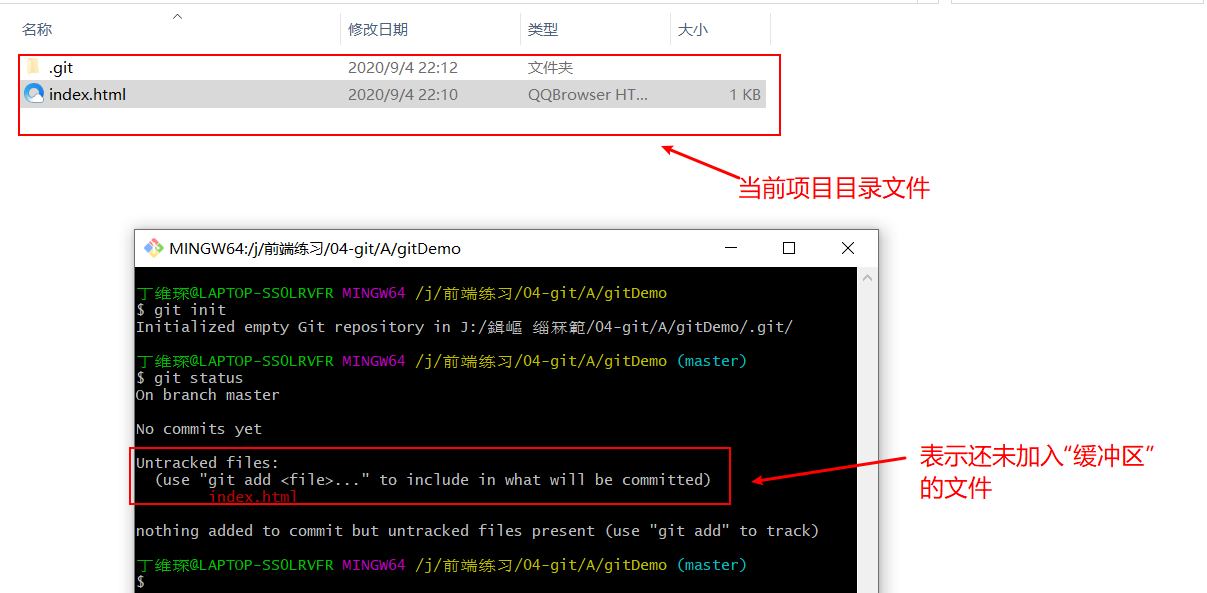 名称 修改日期 类型 大小
.git 2020/9/4 22:12 文件夹
index.html 2020/9/4 22:10 QQBrowser HT... 1 KB
当前项目目录文件
MINGW64:/j/前端练习/04-git/A/gitDemo
丁维琛@LAPTOP-SSOLRVFR MINGW64 /j/前端练习/04-git/A/gitDemo
$ git init
Initialized empty Git repository in J:/鍓嶇 缁冧範/04-git/A/gitDemo/.git/
丁维琛@LAPTOP-SSOLRVFR MINGW64 /j/前端练习/04-git/A/gitDemo (master)
$ git status
On branch master
No commits yet
Untracked files:
(use "git add <file>..." to include in what will be committed)
index.html
表示还未加入“缓冲区”
的文件
nothing added to commit but untracked files present (use "git add" to track)
丁维琛@LAPTOP-SSOLRVFR MINGW64 /j/前端练习/04-git/A/gitDemo (master)
$